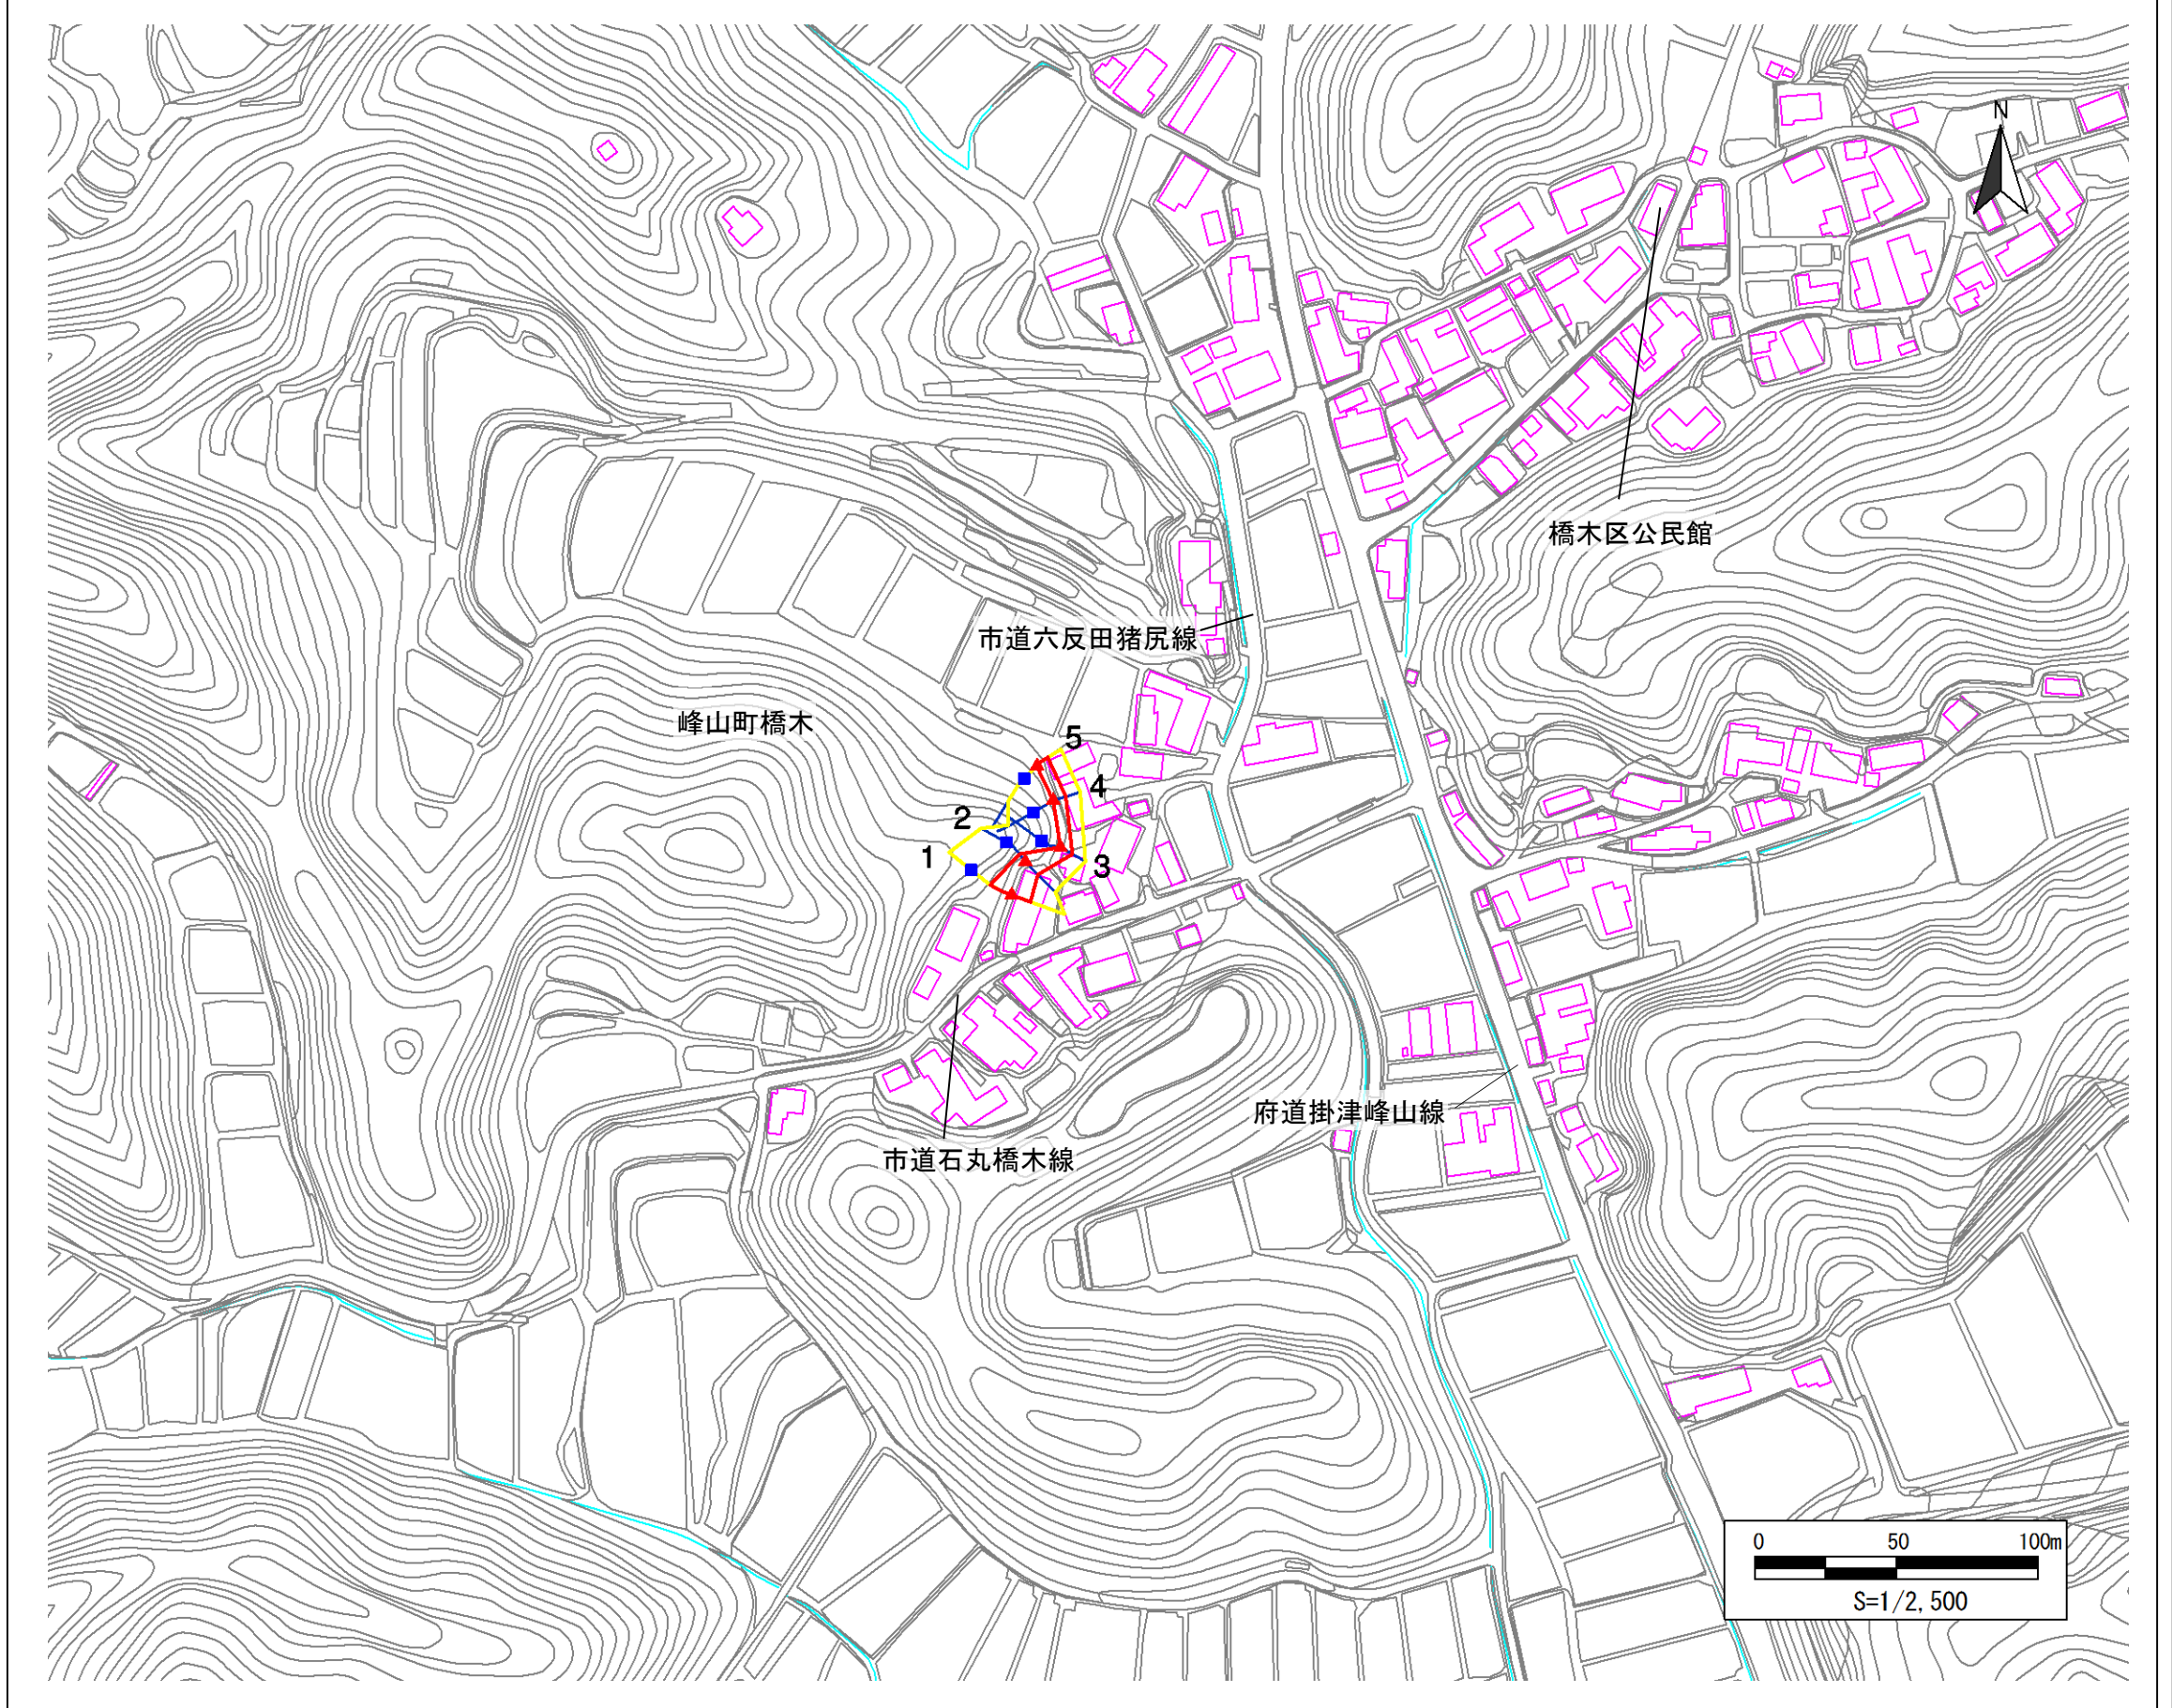 N
橋木区公民館
市道六反田猪尻線
峰山町橋木
5
4
2
1
3
府道掛津峰山線
市道石丸橋木線
0 50 100m
S=1/2,500